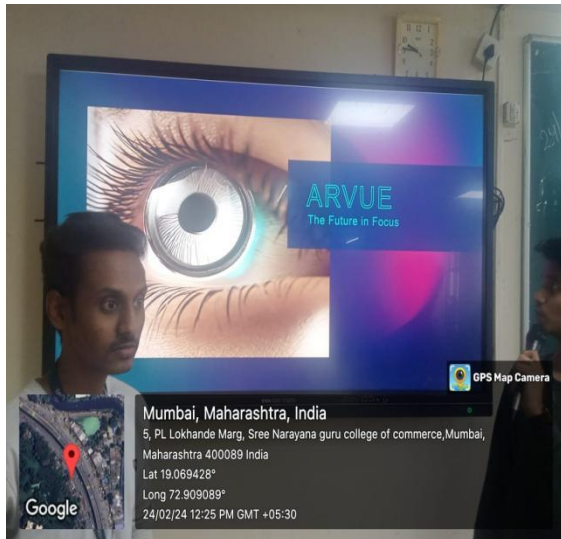 ARVUE
The Future in Focus
GPS Map Camera
Mumbai, Maharashtra, India
5, PL Lokhande Marg, Sree Narayana guru college of commerce,Mumbai,
Maharashtra 400089 India
Lat 19.069428°
Long 72.909089°
24/02/24 12:25 PM GMT +05:30
Google